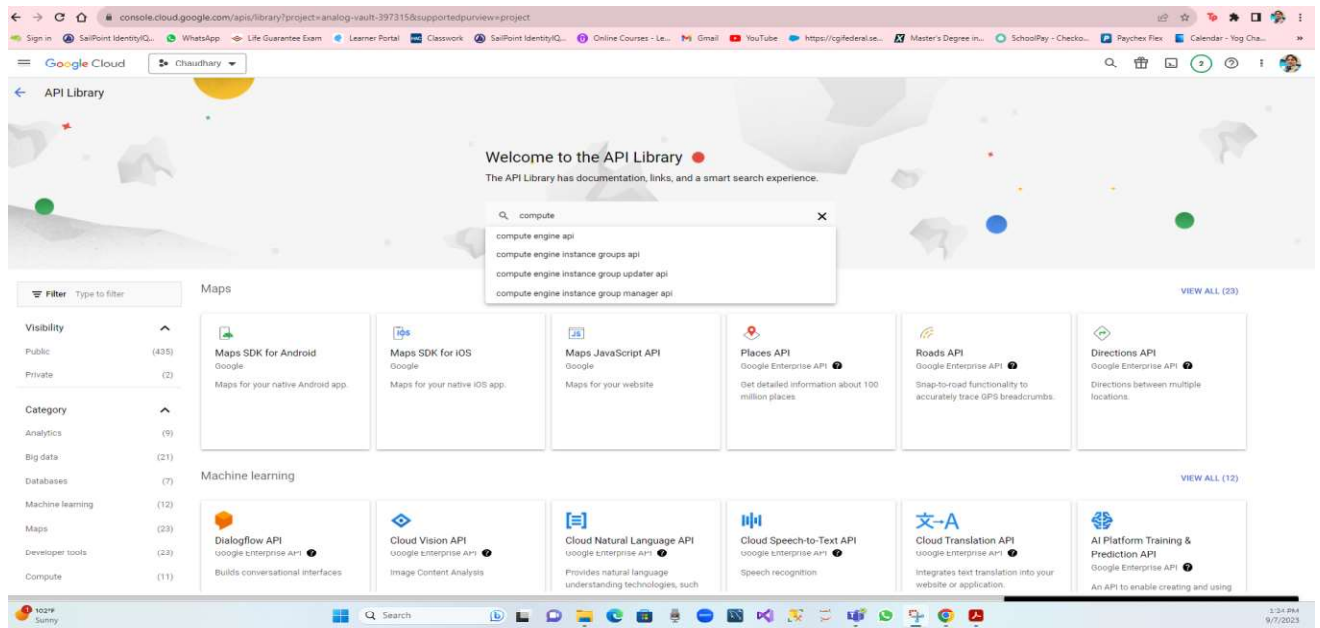 console.cloud.google.com/apis/library?project=analog-vault-397315&supportedpurview=project
Sign in SailPoint IdentityIQ... WhatsApp Life Guarantee Exam Learner Portal Classwork SailPoint IdentityIQ... Online Courses - Le... Gmail YouTube https://cgifederal.se... Master's Degree in... SchoolPay - Checko... Paychex Flex Calendar - Yog Cha... »
Google Cloud Chaudhary 2
API Library
Welcome to the API Library
The API Library has documentation, links, and a smart search experience.
compute
compute engine api
compute engine instance groups api
compute engine instance group updater api
compute engine instance group manager api
Filter Type to filter
Visibility
Public (435)
Private (2)
Category
Analytics (9)
Big data (21)
Databases (7)
Machine learning (12)
Maps (23)
Developer tools (23)
Compute (11)
Maps VIEW ALL (23)
Maps SDK for Android
Google
Maps for your native Android app.
iOS
Maps SDK for iOS
Google
Maps for your native iOS app.
JS
Maps JavaScript API
Google
Maps for your website
Places API
Google Enterprise API
Get detailed information about 100
million places
Roads API
Google Enterprise API
Snap-to-road functionality to
accurately trace GPS breadcrumbs.
Directions API
Google Enterprise API
Directions between multiple
locations.
Machine learning VIEW ALL (12)
Dialogflow API
Google Enterprise API
Builds conversational interfaces
Cloud Vision API
Google Enterprise API
Image Content Analysis
Cloud Natural Language API
Google Enterprise API
Provides natural language
understanding technologies, such
Cloud Speech-to-Text API
Google Enterprise API
Speech recognition
文→A
Cloud Translation API
Google Enterprise API
Integrates text translation into your
website or application.
AI Platform Training &
Prediction API
Google Enterprise API
An API to enable creating and using
102°F
Sunny
Search
1:24 PM
9/7/2023